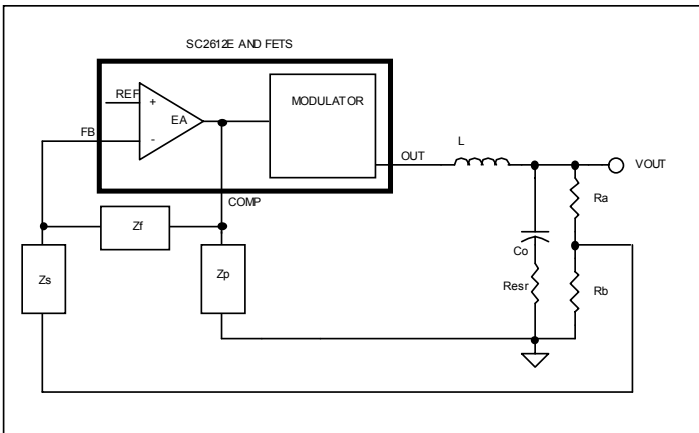 SC2612E AND FETS
REF
+
EA
-
FB
MODULATOR
OUT
L
VOUT
COMP
Ra
Zf
Zs
Zp
Co
Resr
Rb